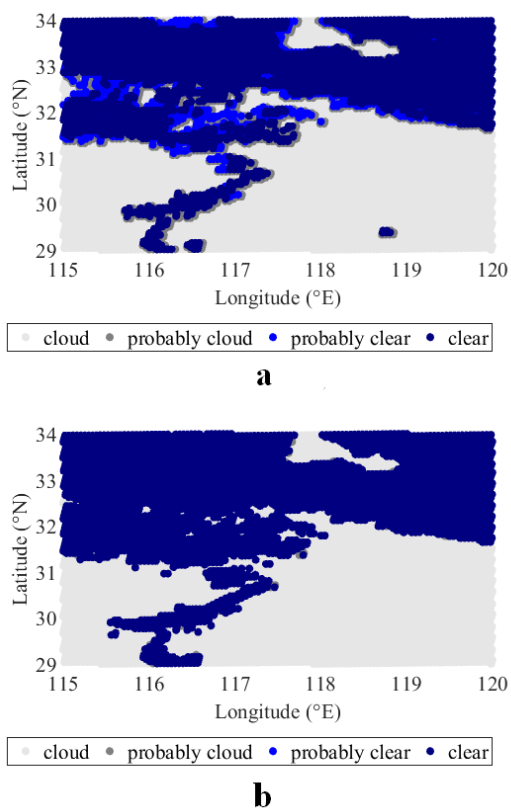 34
33
32
31
30
29
Latitude (°N)
115 116 117 118 119 120
Longitude (°E)
cloud probably cloud probably clear clear
a
34
33
32
31
30
29
Latitude (°N)
115 116 117 118 119 120
Longitude (°E)
cloud probably cloud probably clear clear
b